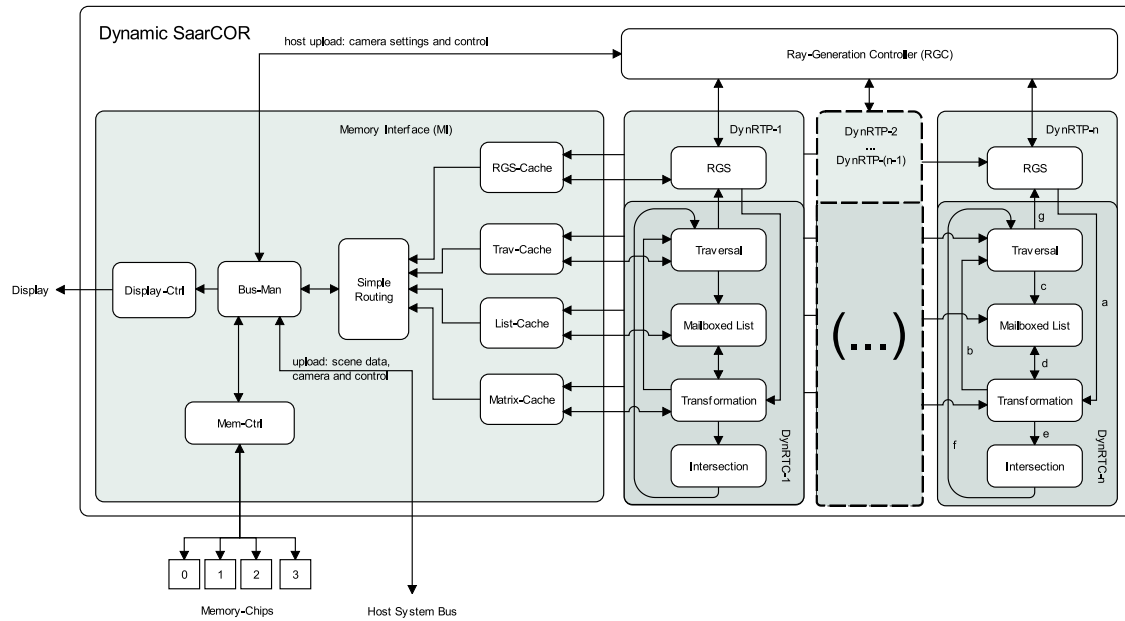 Dynamic SaarCOR
host upload: camera settings and control
Ray-Generation Controller (RGC)
Memory Interface (MI)
DynRTP-1
DynRTP-2
...
DynRTP-(n-1)
DynRTP-n
RGS-Cache
RGS
RGS
g
Trav-Cache
Traversal
Traversal
Simple
Routing
Display
Display-Ctrl
Bus-Man
c
a
List-Cache
Mailboxed List
(...)
Mailboxed List
b
d
upload: scene data,
camera and control
Matrix-Cache
Transformation
Transformation
Mem-Ctrl
e
f
DynRTC-1
DynRTC-n
Intersection
Intersection
0
1
2
3
Memory-Chips
Host System Bus